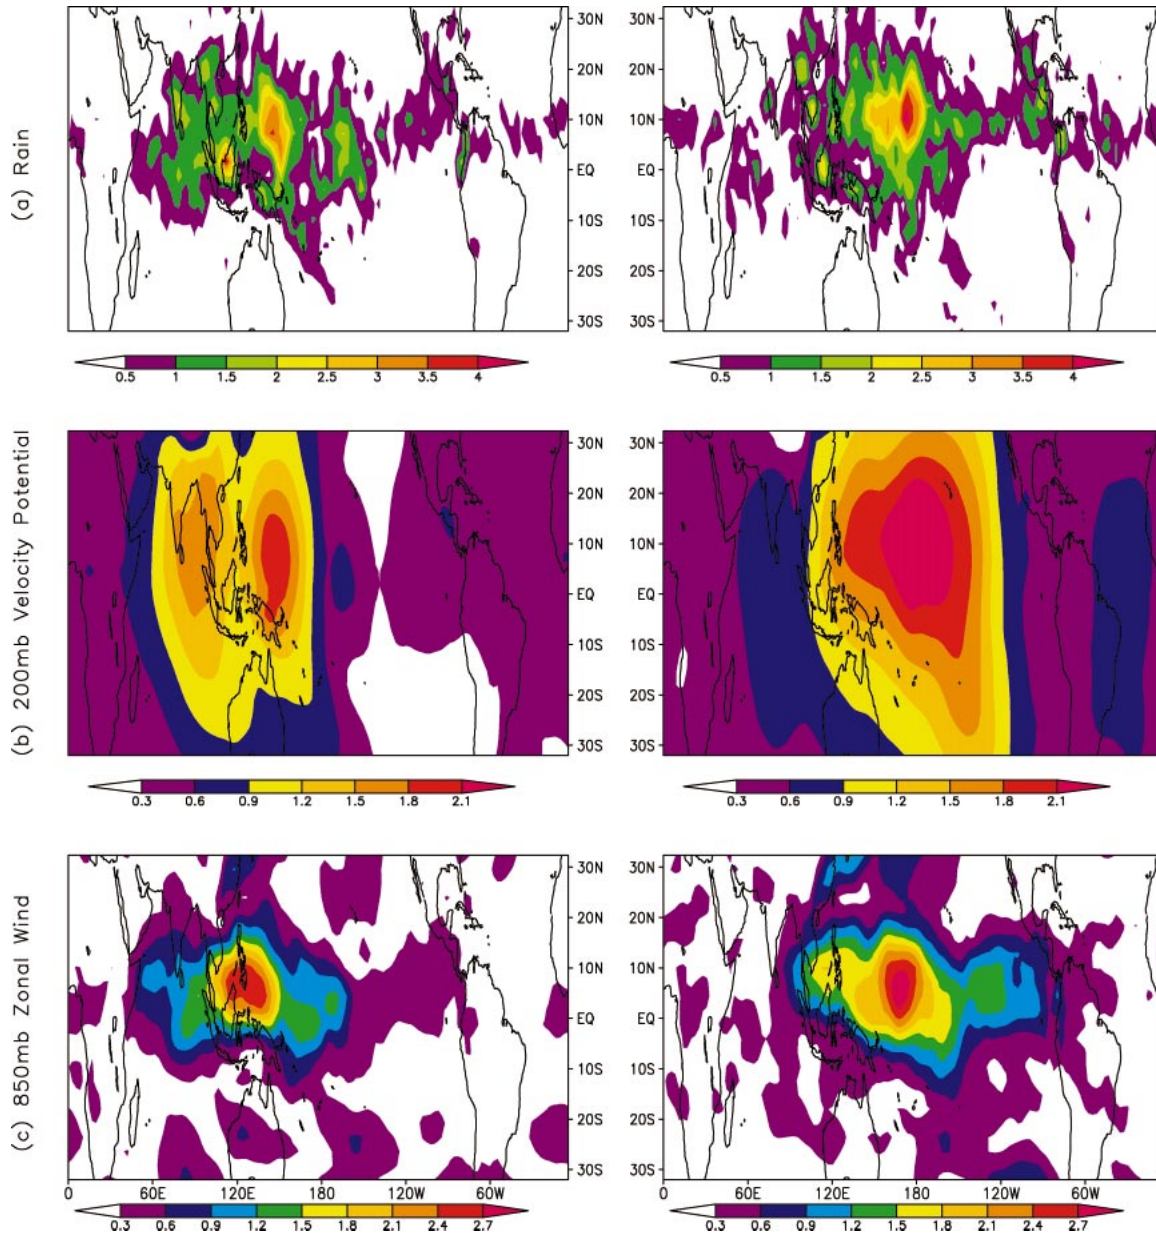 (a) Rain
30N
20N
10N
EQ
10S
20S
30S
30N
20N
10N
EQ
10S
20S
30S
0.5 1 1.5 2 2.5 3 3.5 4
0.5 1 1.5 2 2.5 3 3.5 4
(b) 200mb Velocity Potential
30N
20N
10N
EQ
10S
20S
30S
30N
20N
10N
EQ
10S
20S
30S
0.3 0.6 0.9 1.2 1.5 1.8 2.1
0.3 0.6 0.9 1.2 1.5 1.8 2.1
(c) 850mb Zonal Wind
30N
20N
10N
EQ
10S
20S
30S
30N
20N
10N
EQ
10S
20S
30S
0 60E 120E 180 120W 60W
0 60E 120E 180 120W 60W
0.3 0.6 0.9 1.2 1.5 1.8 2.1 2.4 2.7
0.3 0.6 0.9 1.2 1.5 1.8 2.1 2.4 2.7